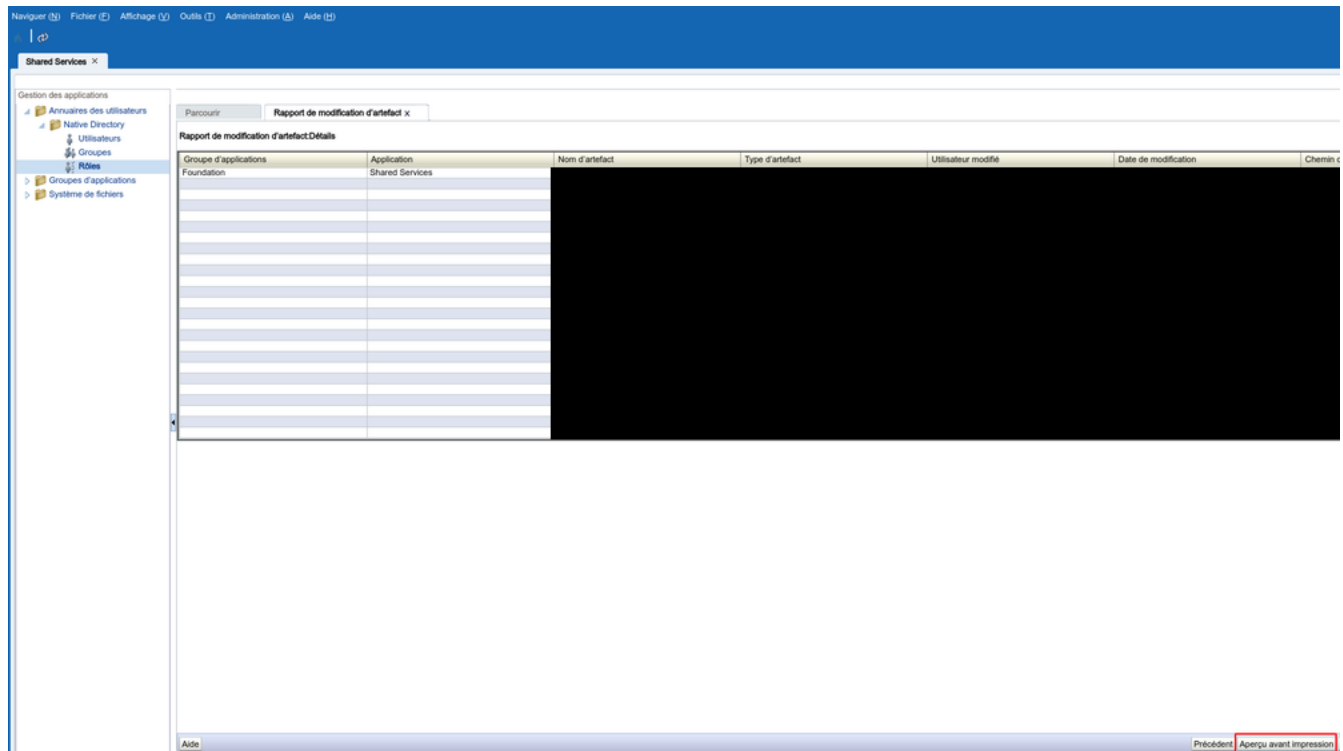 Naviguer (N) Fichier (F) Affichage (V) Outils (T) Administration (A) Aide (H)
Shared Services ×
Gestion des applications
Annuaires des utilisateurs
Native Directory
Utilisateurs
Groupes
Rôles
Groupes d'applications
Système de fichiers
Parcourir Rapport de modification d'artefact x
Rapport de modification d'artefact:Détails
Groupe d'applications Application Nom d'artefact Type d'artefact Utilisateur modifié Date de modification Chemin
Foundation Shared Services
Aide Précédent Aperçu avant impression